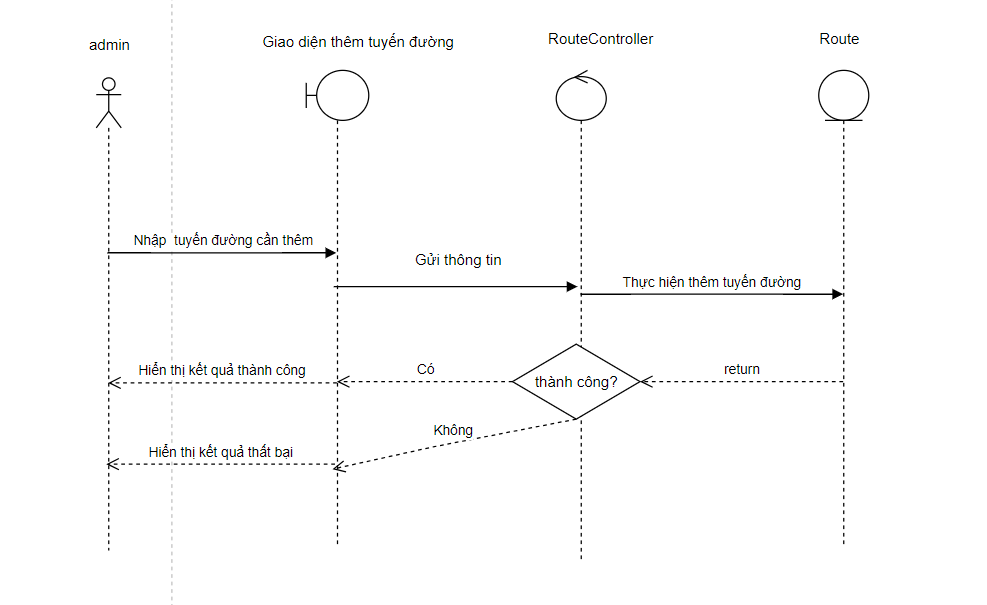 admin
Giao diện thêm tuyến đường
RouteController
Route
Nhập tuyến đường cần thêm
Gửi thông tin
Thực hiện thêm tuyến đường
Hiển thị kết quả thành công
Có
thành công?
return
Không
Hiển thị kết quả thất bại